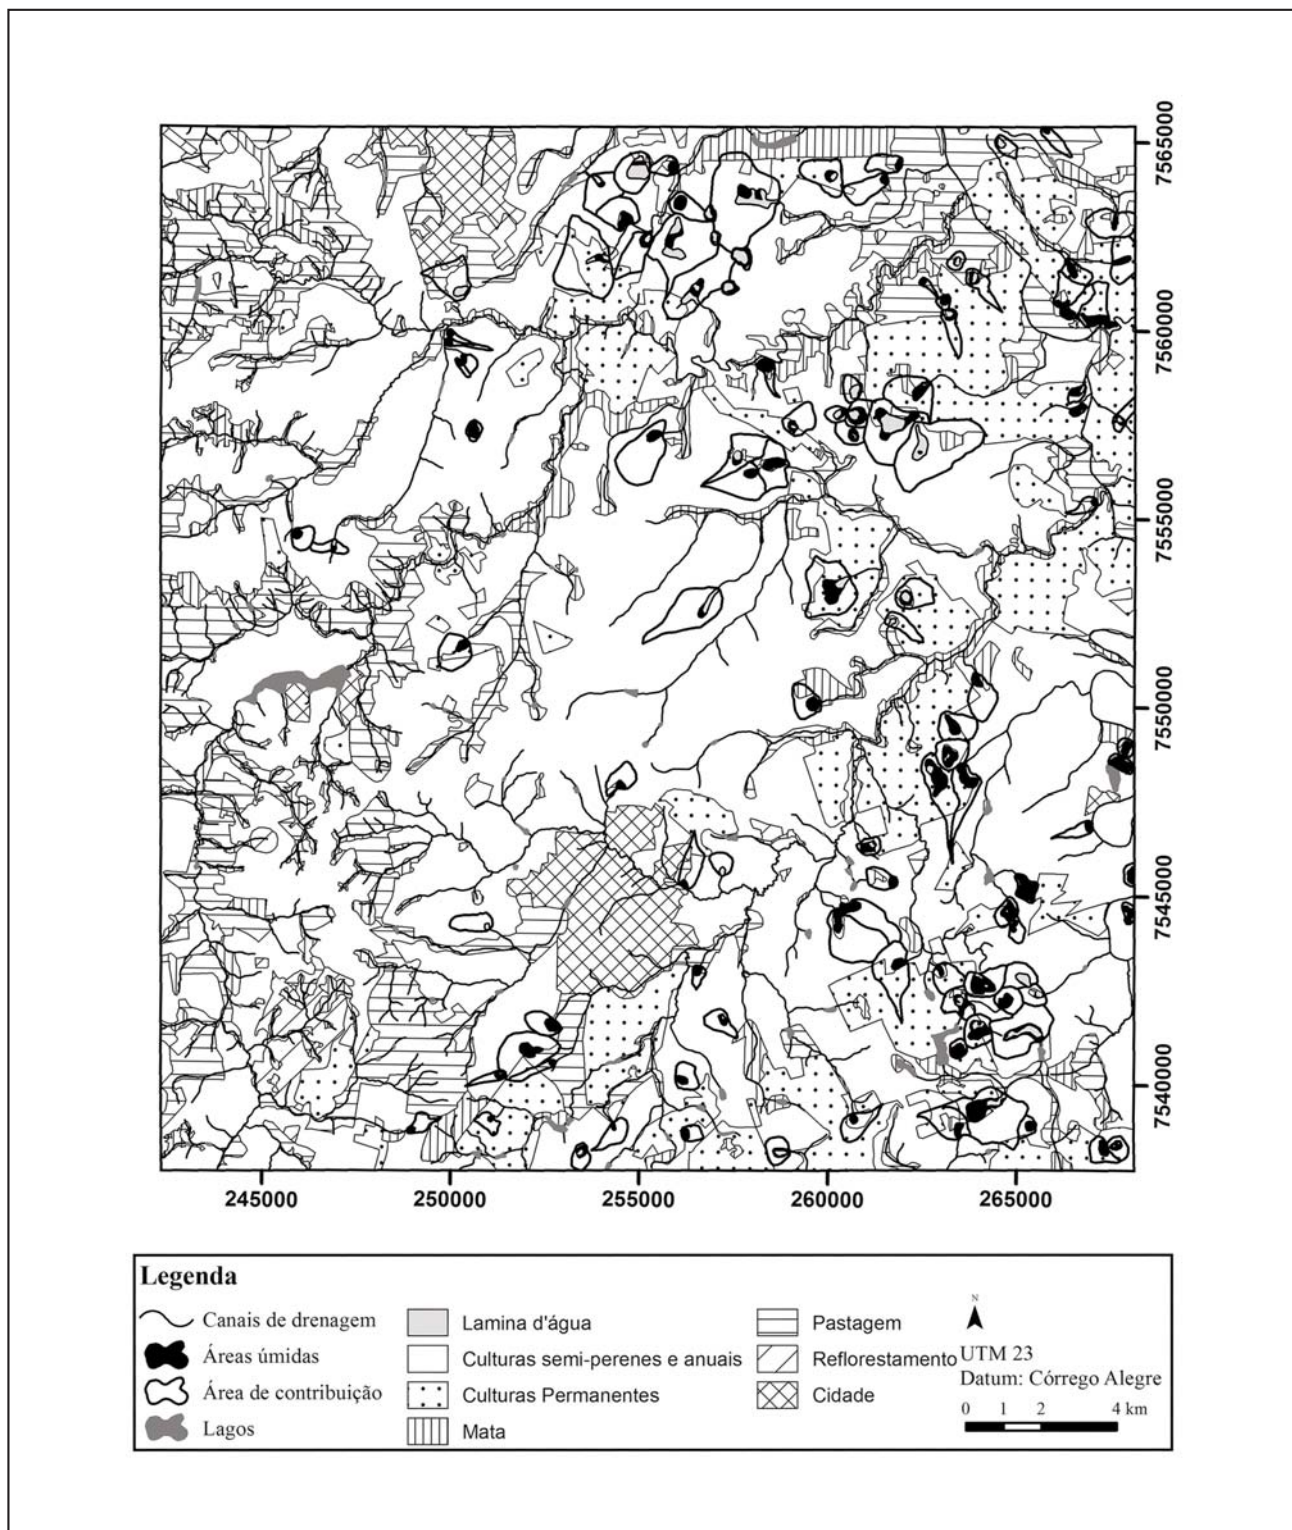 7565000
7560000
7555000
7550000
7545000
7540000
245000 250000 255000 260000 265000
Legenda
Canais de drenagem
Áreas úmidas
Área de contribuição
Lagos
Lamina d'água
Culturas semi-perenes e anuais
Culturas Permanentes
Mata
Pastagem
Reflorestamento
Cidade
N
UTM 23
Datum: Córrego Alegre
0 1 2 4 km